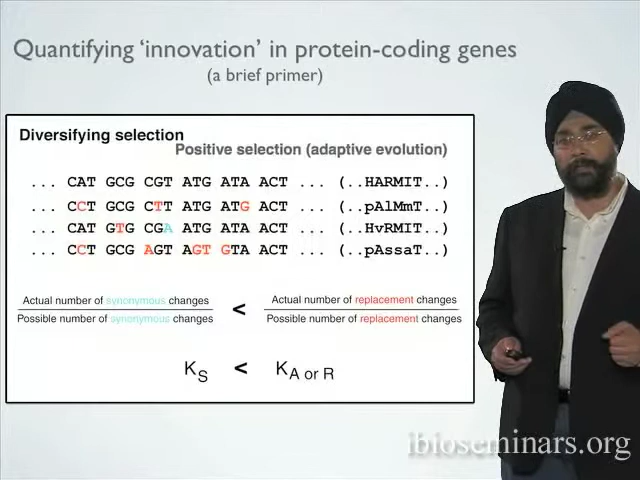 Quantifying ‘innovation’ in protein-coding genes
(a brief primer)
Diversifying selection
Positive selection (adaptive evolution)
... CAT GCG CGT ATG ATA ACT ... (..HARMIT..)
... CCT GCG CTT ATG ATG ACT ... (..pAlMmT..)
... CAT GTG CGA ATG ATA ACT ... (..HvRMIT..)
... CCT GCG AGT AGT GTA ACT ... (..pAssaT..)
Actual number of synonymous changes
Possible number of synonymous changes
<
Actual number of replacement changes
Possible number of replacement changes
KS < KA or R
ibioseminars.org